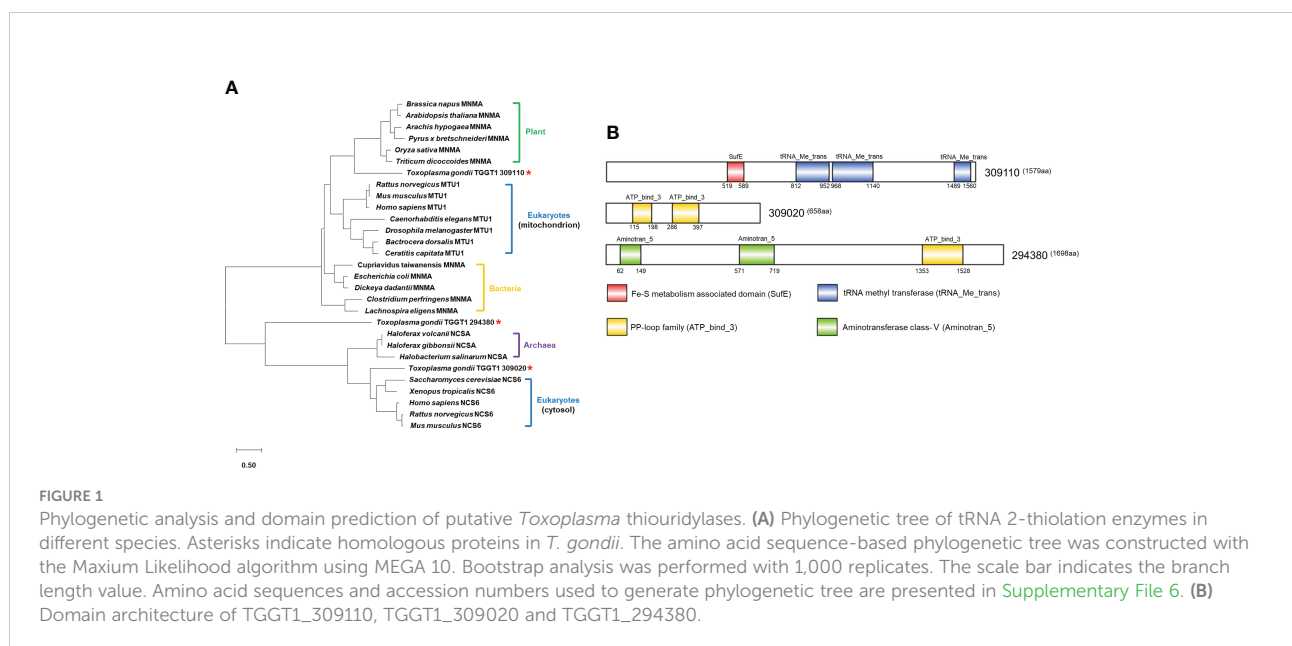 A
Brassica napus MNMA
Arabidopsis thaliana MNMA
Arachis hypogaea MNMA
Pyrus x bretschneideri MNMA
Oryza sativa MNMA
Triticum dicoccoides MNMA
Plant
Toxoplasma gondii TGGT1 309110 *
Rattus norvegicus MTU1
Mus musculus MTU1
Homo sapiens MTU1
Caenorhabditis elegans MTU1
Drosophila melanogaster MTU1
Bactrocera dorsalis MTU1
Ceratitis capitata MTU1
Eukaryotes
(mitochondrion)
Cupriavidus taiwanensis MNMA
Escherichia coli MNMA
Dickeya dadantii MNMA
Clostridium perfringens MNMA
Lachnospira eligens MNMA
Bacteria
Toxoplasma gondii TGGT1 294380 *
Haloferax volcanii NCSA
Haloferax gibbonsii NCSA
Halobacterium salinarum NCSA
Archaea
Toxoplasma gondii TGGT1 309020 *
Saccharomyces cerevisiae NCS6
Xenopus tropicalis NCS6
Homo sapiens NCS6
Rattus norvegicus NCS6
Mus musculus NCS6
Eukaryotes
(cytosol)
0.50
B
SufE tRNA_Me_trans tRNA_Me_trans tRNA_Me_trans
309110 (1579aa)
519 589 812 952 968 1140 1489 1560
ATP_bind_3 ATP_bind_3
309020 (658aa)
115 198 286 397
Aminotran_5 Aminotran_5 ATP_bind_3
294380 (1698aa)
62 149 571 719 1353 1528
Fe-S metabolism associated domain (SufE)
tRNA methyl transferase (tRNA_Me_trans)
PP-loop family (ATP_bind_3)
Aminotransferase class-V (Aminotran_5)
FIGURE 1
Phylogenetic analysis and domain prediction of putative Toxoplasma thiouridylases. (A) Phylogenetic tree of tRNA 2-thiolation enzymes in
different species. Asterisks indicate homologous proteins in T. gondii. The amino acid sequence-based phylogenetic tree was constructed with
the Maxium Likelihood algorithm using MEGA 10. Bootstrap analysis was performed with 1,000 replicates. The scale bar indicates the branch
length value. Amino acid sequences and accession numbers used to generate phylogenetic tree are presented in Supplementary File 6. (B)
Domain architecture of TGGT1_309110, TGGT1_309020 and TGGT1_294380.